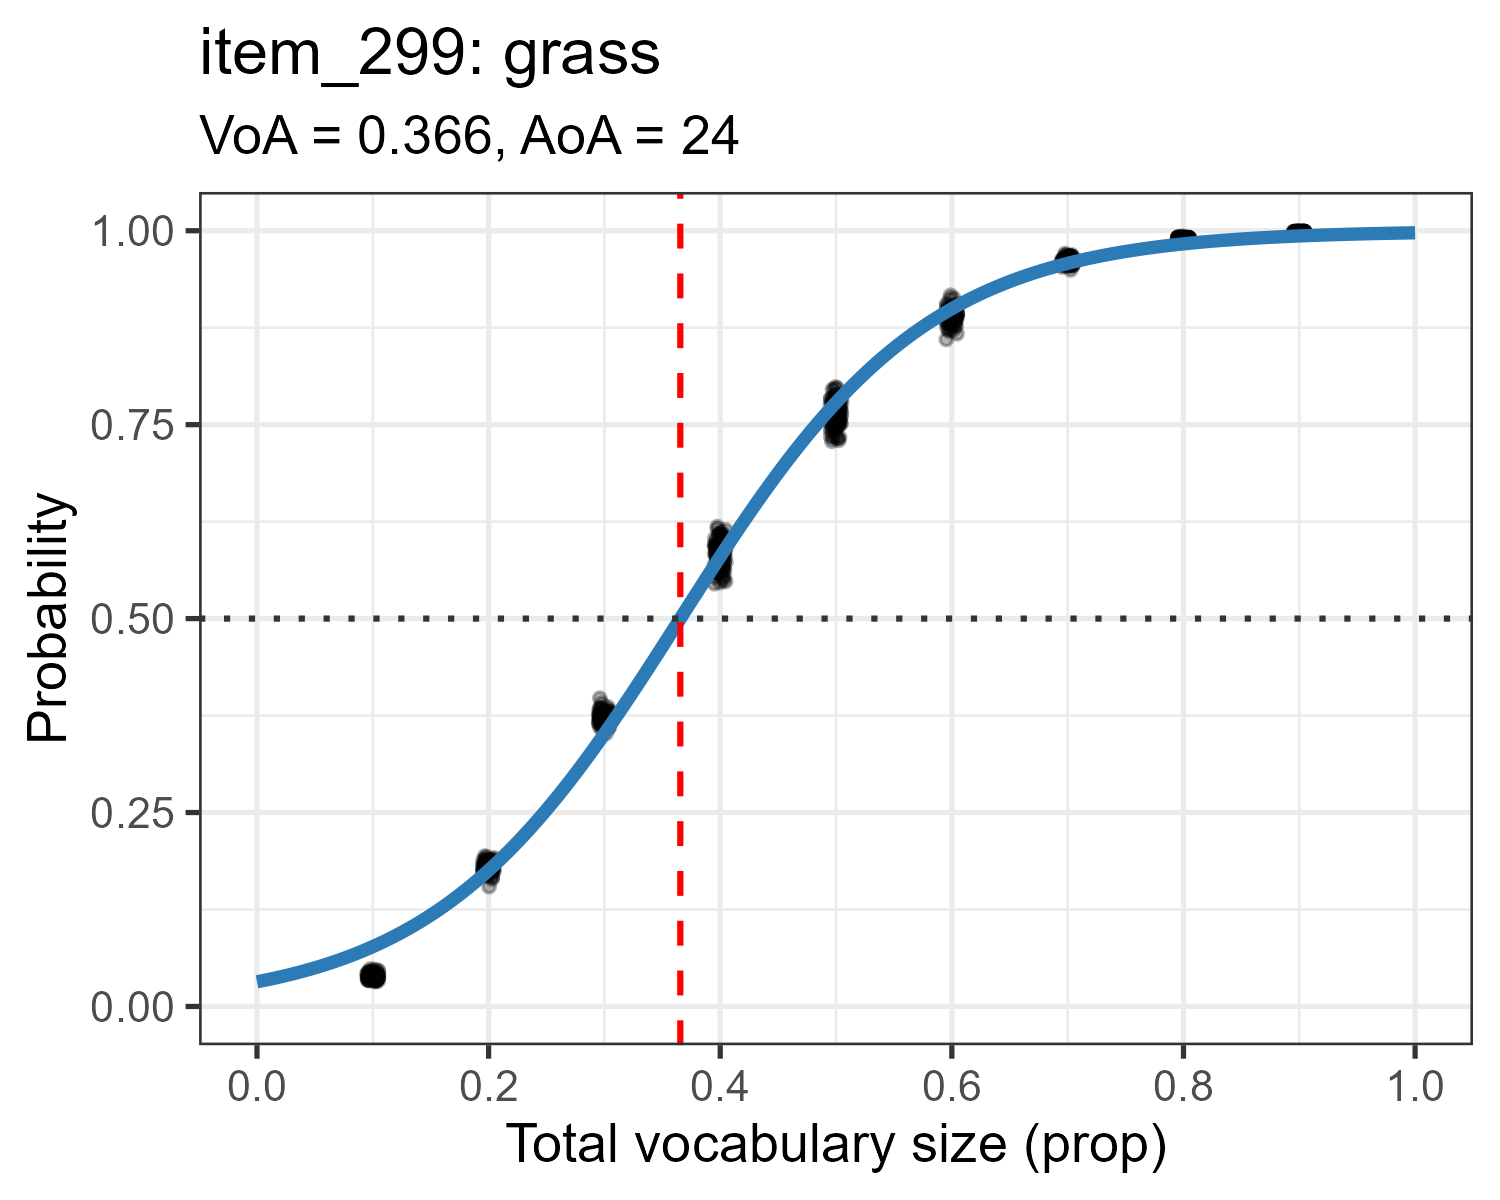 item_299: grass
VoA = 0.366, AoA = 24
1.00
0.75
0.50
0.25
0.00
Probability
0.0 0.2 0.4 0.6 0.8 1.0
Total vocabulary size (prop)